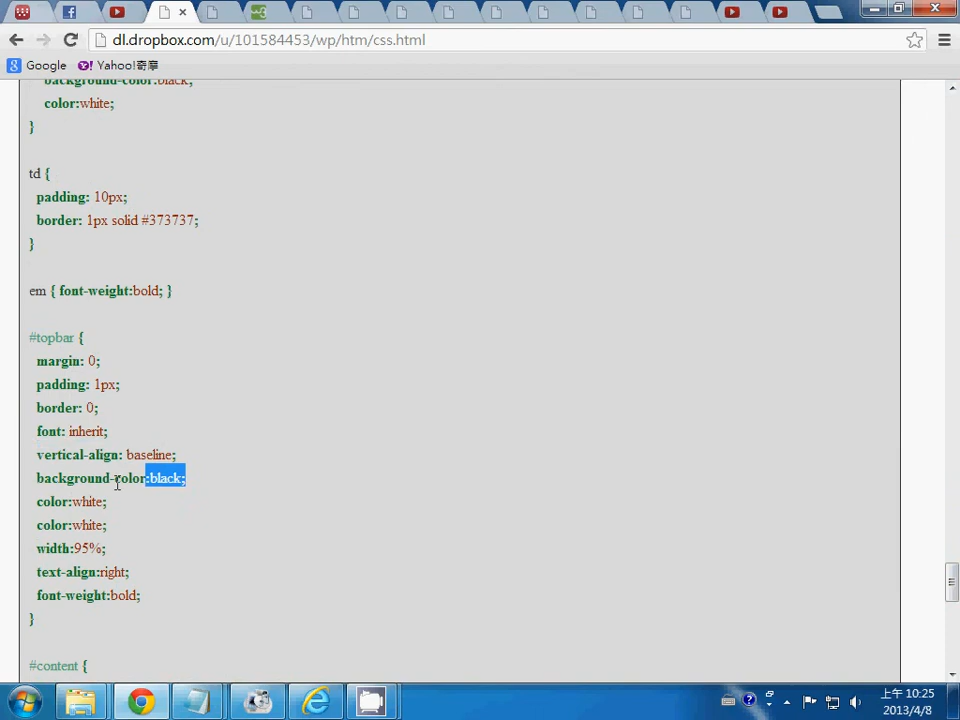 dl.dropbox.com/u/101584453/wp/htm/css.html
Google Yahoo!奇摩
background-color:black;
color:white;
}
td {
padding: 10px;
border: 1px solid #373737;
}
em { font-weight:bold; }
#topbar {
margin: 0;
padding: 1px;
border: 0;
font: inherit;
vertical-align: baseline;
background-color:black;
color:white;
color:white;
width:95%;
text-align:right;
font-weight:bold;
}
#content {
上午 10:25
2013/4/8